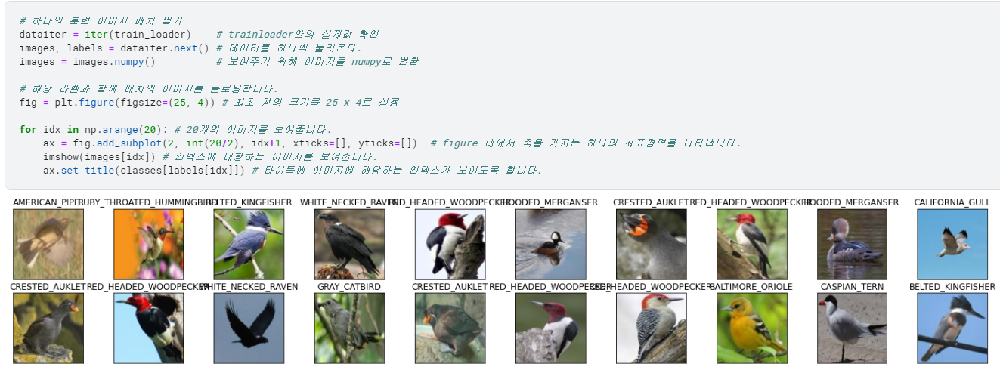 # 하나의 훈련 이미지 배치 얻기
dataiter = iter(train_loader)    # trainloader안의 실제값 확인
images, labels = dataiter.next() # 데이터를 하나씩 불러온다.
images = images.numpy()          # 보여주기 위해 이미지를 numpy로 변환
# 해당 라벨과 함께 배치의 이미지를 플로팅합니다.
fig = plt.figure(figsize=(25, 4)) # 최초 창의 크기를 25 x 4로 설정
for idx in np.arange(20): # 20개의 이미지를 보여줍니다.
    ax = fig.add_subplot(2, int(20/2), idx+1, xticks=[], yticks=[])  # figure 내에서 축을 가지는 하나의 좌표평면을 나타냅니다.
    imshow(images[idx]) # 인덱스에 대항하는 이미지를 보여줍니다.
    ax.set_title(classes[labels[idx]]) # 타이틀에 이미지에 해당하는 인덱스가 보이도록 합니다.
AMERICAN_PIPIT RUBY_THROATED_HUMMINGBIRD BELTED_KINGFISHER WHITE_NECKED_RAVEN RED_HEADED_WOODPECKER HOODED_MERGANSER CRESTED_AUKLET RED_HEADED_WOODPECKER HOODED_MERGANSER CALIFORNIA_GULL
CRESTED_AUKLET RED_HEADED_WOODPECKER WHITE_NECKED_RAVEN GRAY_CATBIRD CRESTED_AUKLET RED_HEADED_WOODPECKER RED_HEADED_WOODPECKER BALTIMORE_ORIOLE CASPIAN_TERN BELTED_KINGFISHER